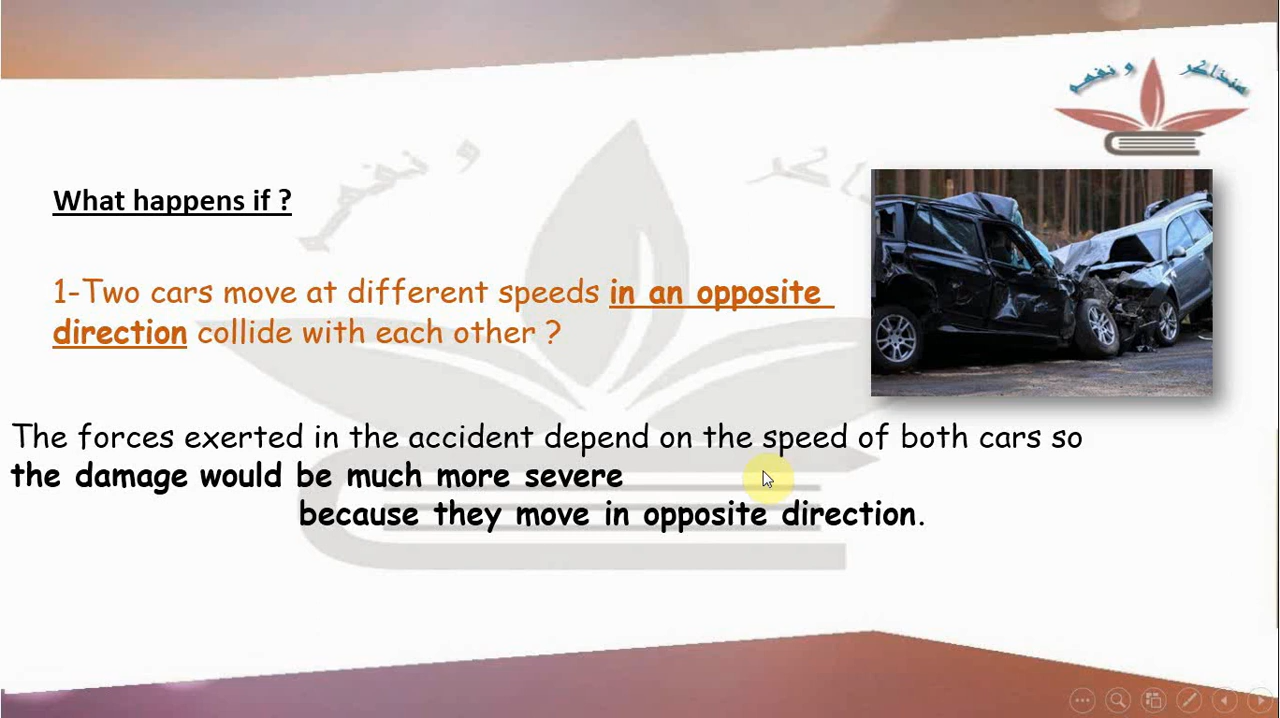 هنذاكر و نفهم
What happens if ?
1-Two cars move at different speeds in an opposite
direction collide with each other ?
The forces exerted in the accident depend on the speed of both cars so
the damage would be much more severe
because they move in opposite direction.